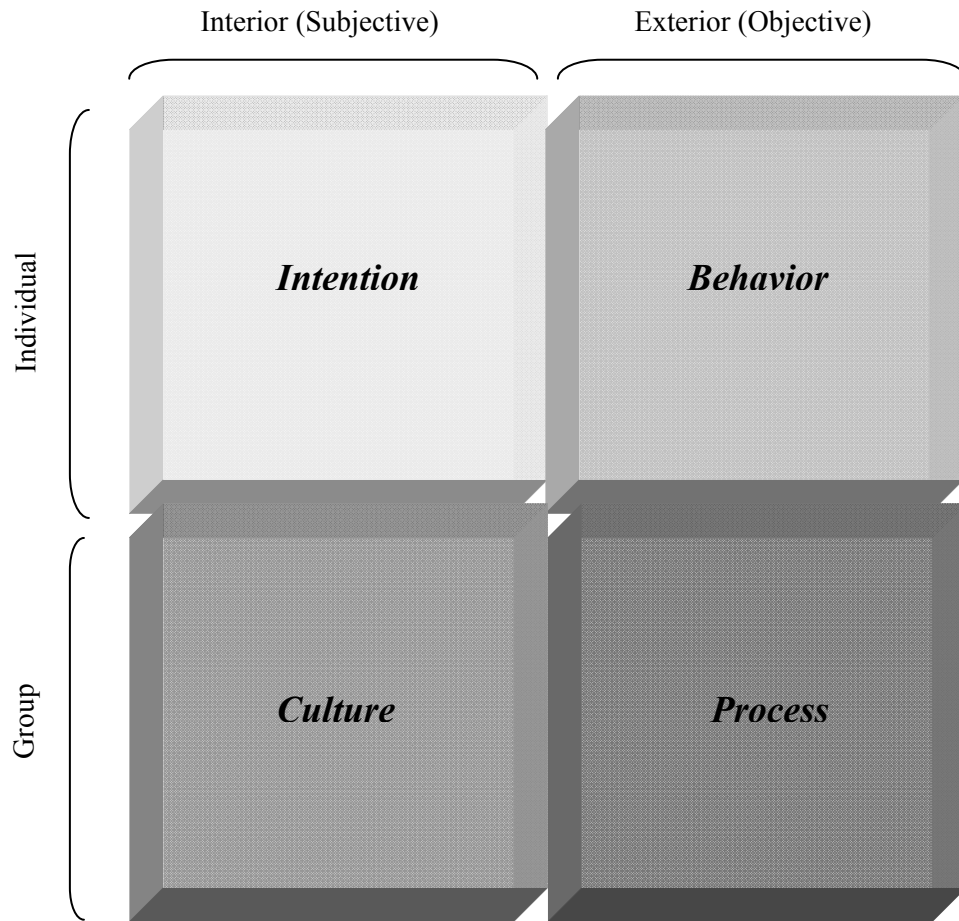 Interior (Subjective)
Exterior (Objective)
Individual
Intention
Behavior
Group
Culture
Process